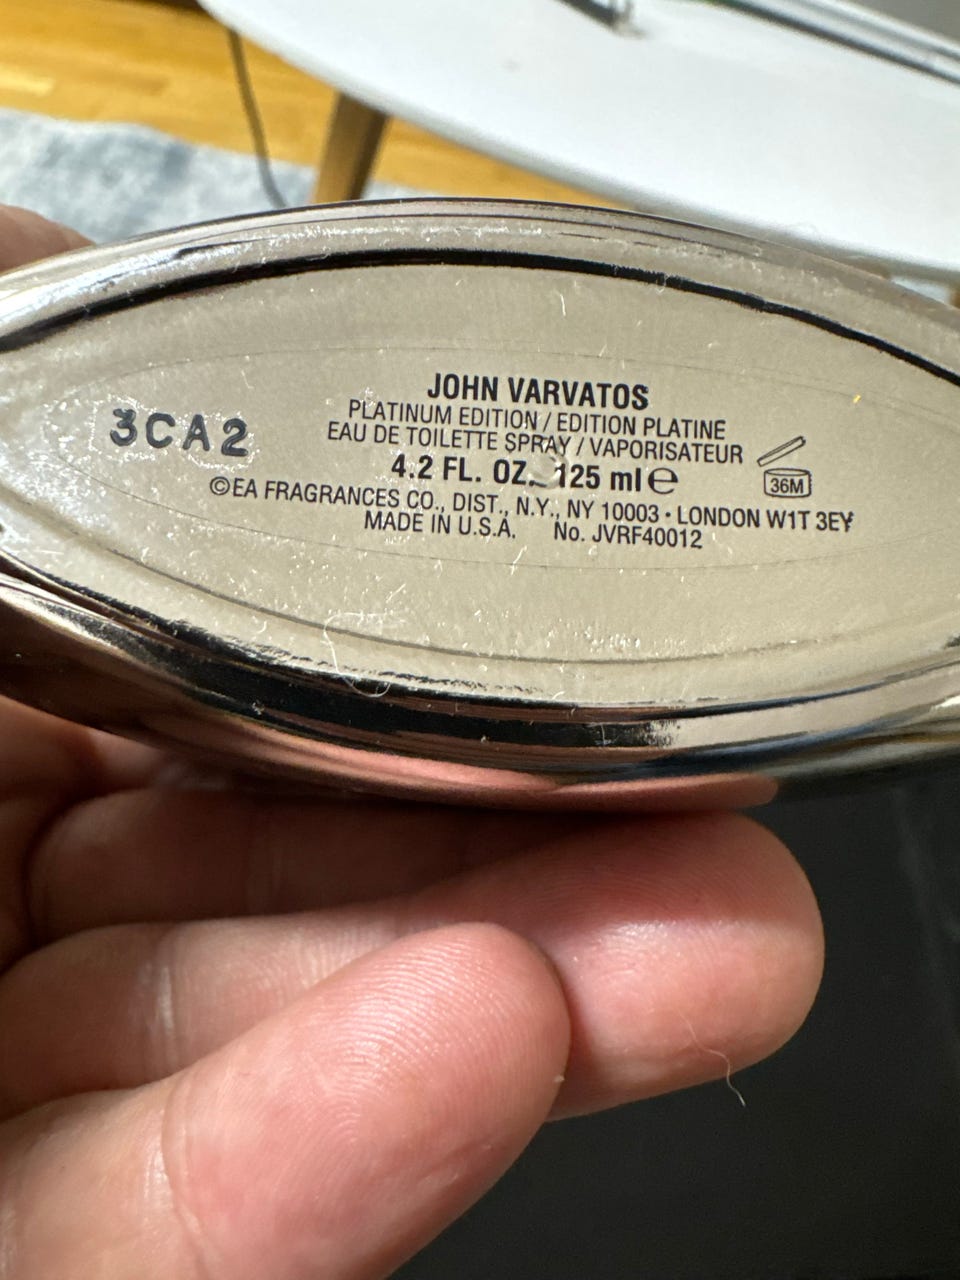 JOHN VARVATOS
PLATINUM EDITION / EDITION PLATINE
EAU DE TOILETTE SPRAY / VAPORISATEUR
4.2 FL. OZ. 125 ml ℮
©EA FRAGRANCES CO., DIST., N.Y., NY 10003 • LONDON W1T 3EY
MADE IN U.S.A. No. JVRF40012
3CA2
36M